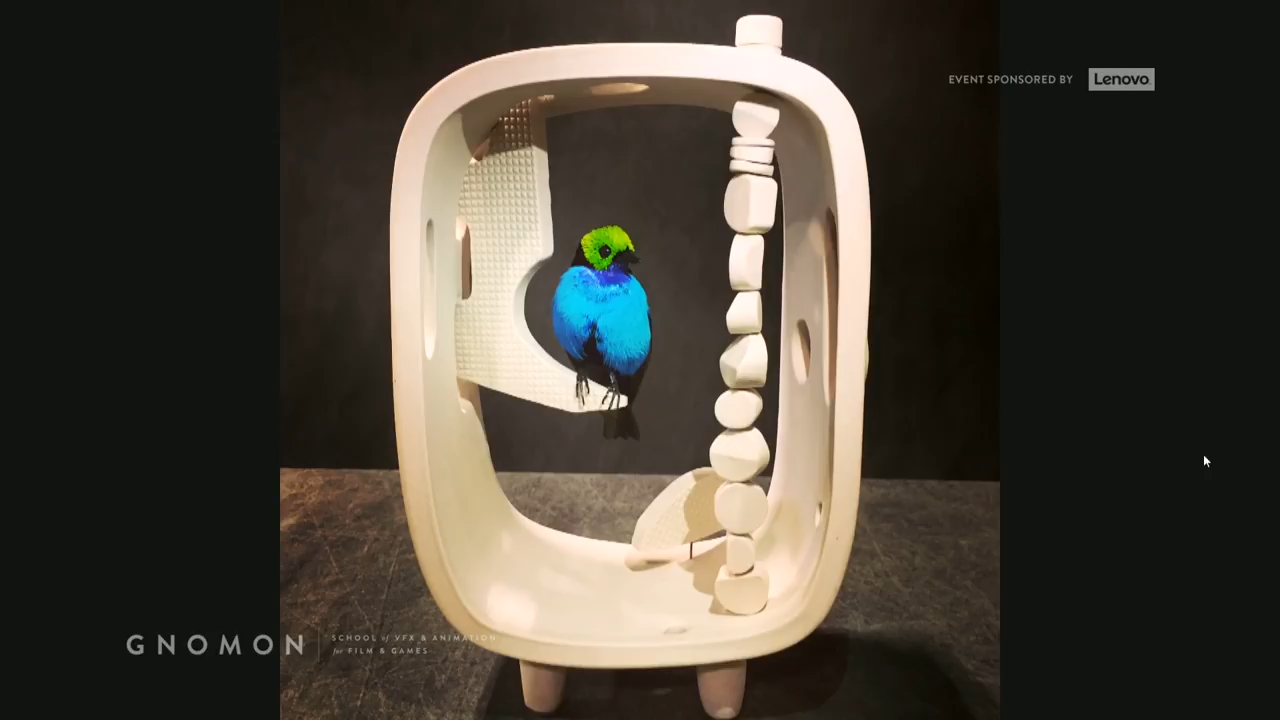 EVENT SPONSORED BY Lenovo
GNOMON
SCHOOL of VFX & ANIMATION
for FILM & GAMES